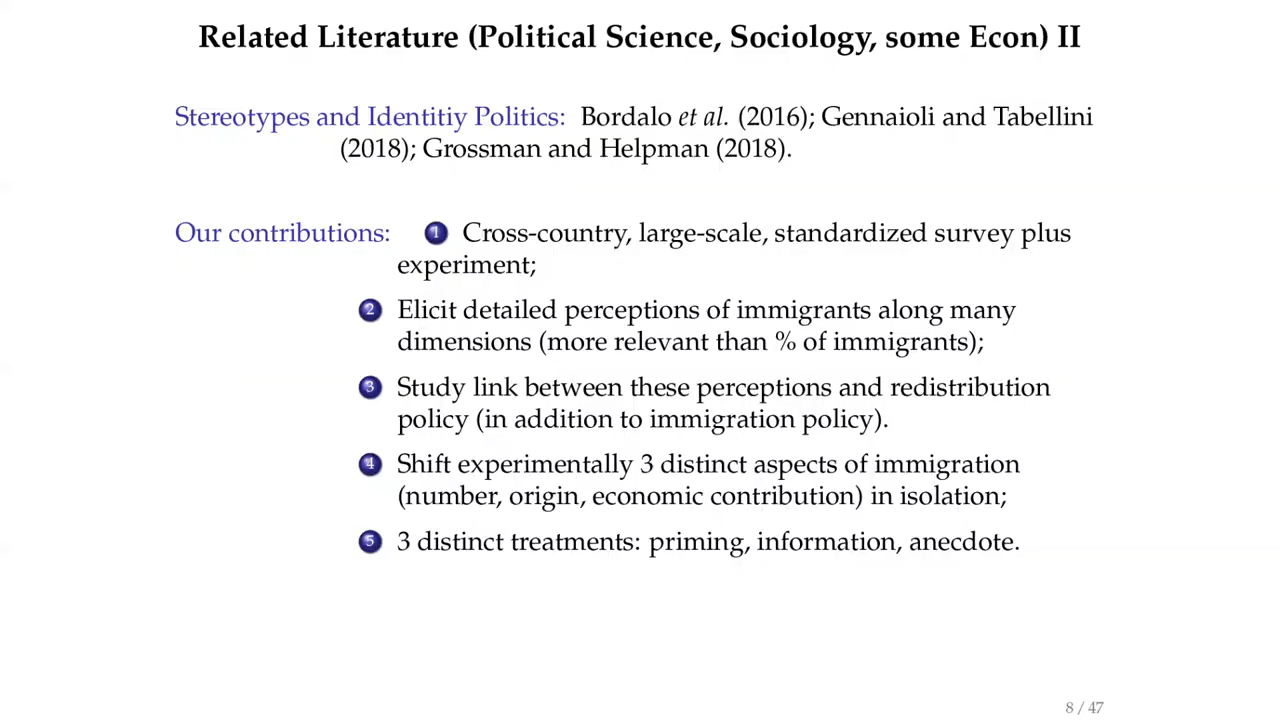 Related Literature (Political Science, Sociology, some Econ) II
Stereotypes and Identitiy Politics: Bordalo et al. (2016); Gennaioli and Tabellini
(2018); Grossman and Helpman (2018).
Our contributions: 1 Cross-country, large-scale, standardized survey plus
experiment;
2 Elicit detailed perceptions of immigrants along many
dimensions (more relevant than % of immigrants);
3 Study link between these perceptions and redistribution
policy (in addition to immigration policy).
4 Shift experimentally 3 distinct aspects of immigration
(number, origin, economic contribution) in isolation;
5 3 distinct treatments: priming, information, anecdote.
8 / 47